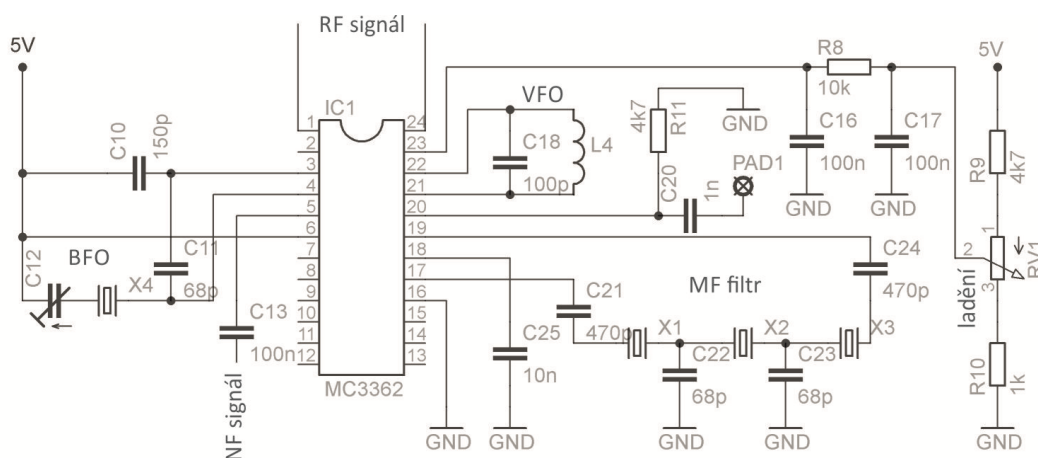 RF signál
5V
IC1
1
2
3
4
5
6
7
8
9
10
11
12
24
23
22
21
20
19
18
17
16
15
14
13
MC3362
C10
150p
C11
68p
BFO
C12
X4
C13
100n
NF signál
VFO
C18
100p
L4
4k7
R11
GND
C20
1n
PAD1
R8
10k
C16
100n
GND
C17
100n
GND
5V
R9
4k7
1
2
3
RV1
ladění
R10
1k
GND
C24
470p
MF filtr
C21
470p
X1
C22
68p
GND
X2
C23
68p
GND
X3
C25
10n
GND
GND